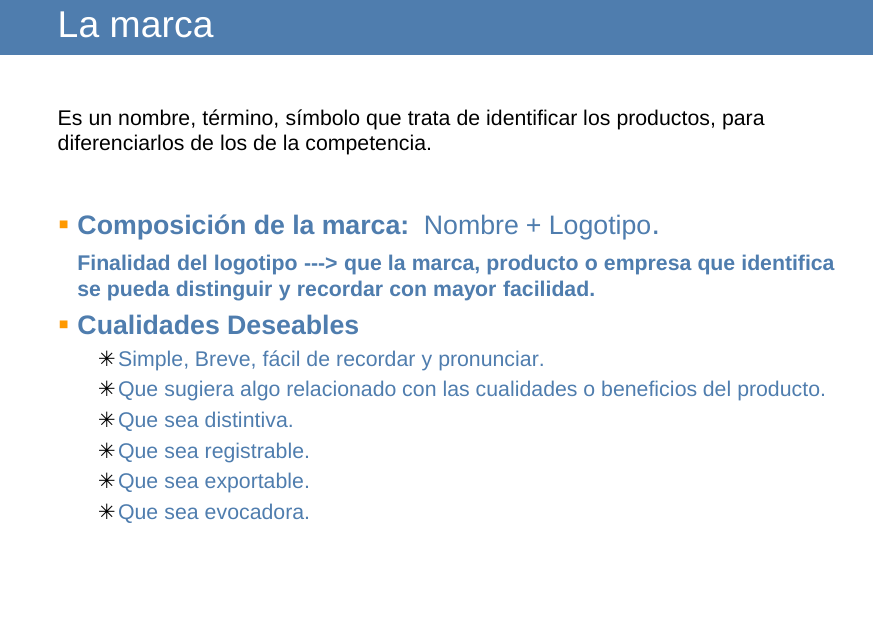 La marca
Es un nombre, término, símbolo que trata de identificar los productos, para
diferenciarlos de los de la competencia.
▪ Composición de la marca: Nombre + Logotipo.
Finalidad del logotipo ---> que la marca, producto o empresa que identifica
se pueda distinguir y recordar con mayor facilidad.
▪ Cualidades Deseables
✳Simple, Breve, fácil de recordar y pronunciar.
✳Que sugiera algo relacionado con las cualidades o beneficios del producto.
✳Que sea distintiva.
✳Que sea registrable.
✳Que sea exportable.
✳Que sea evocadora.